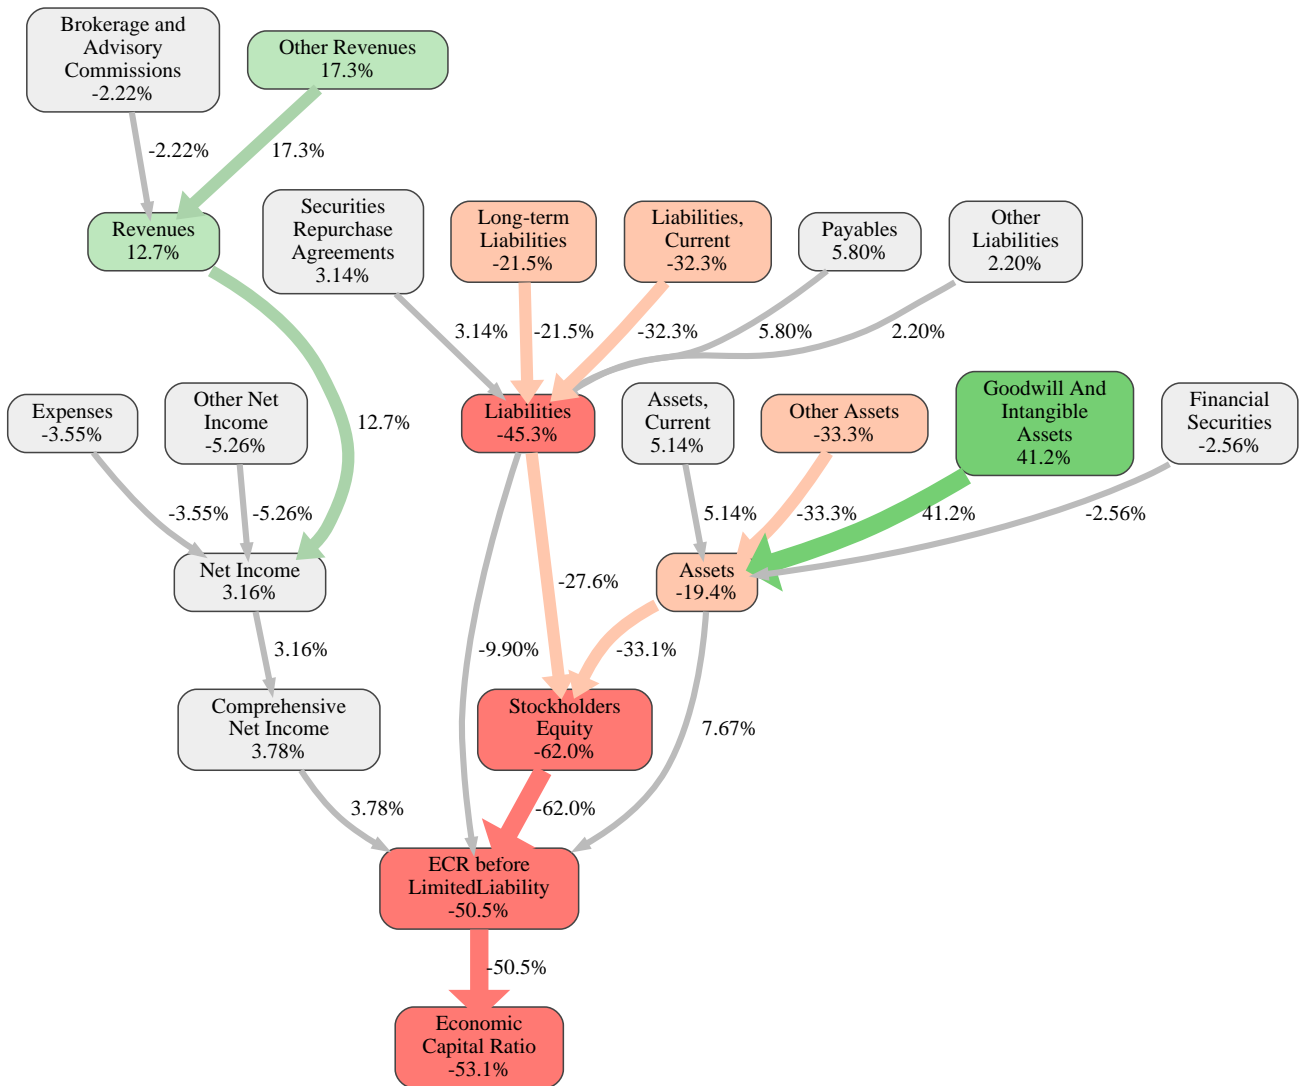 Brokerage and
Advisory
Commissions
-2.22%
Other Revenues
17.3%
-2.22%
17.3%
Revenues
12.7%
Securities
Repurchase
Agreements
3.14%
Long-term
Liabilities
-21.5%
Liabilities,
Current
-32.3%
Payables
5.80%
Other
Liabilities
2.20%
3.14%
-21.5%
-32.3%
5.80%
2.20%
Expenses
-3.55%
Other Net
Income
-5.26%
12.7%
Liabilities
-45.3%
Assets,
Current
5.14%
Other Assets
-33.3%
Goodwill And
Intangible
Assets
41.2%
Financial
Securities
-2.56%
-3.55%
-5.26%
5.14%
-33.3%
41.2%
-2.56%
Net Income
3.16%
-27.6%
Assets
-19.4%
3.16%
-9.90%
-33.1%
Comprehensive
Net Income
3.78%
Stockholders
Equity
-62.0%
7.67%
3.78%
-62.0%
ECR before
LimitedLiability
-50.5%
-50.5%
Economic
Capital Ratio
-53.1%